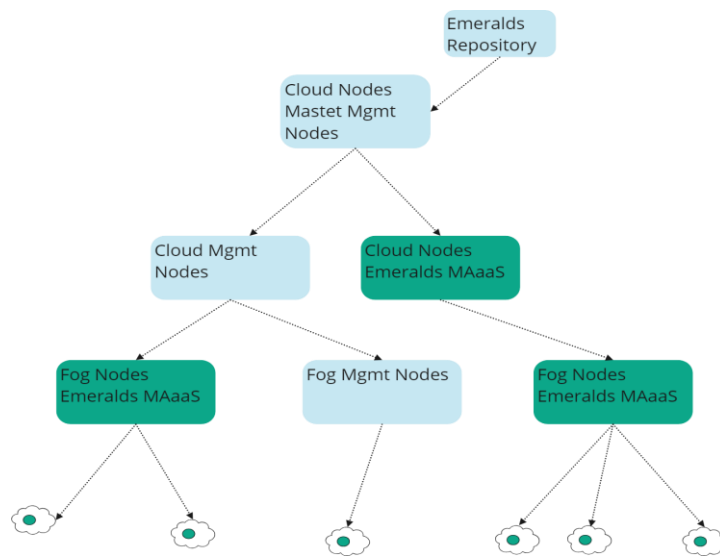 Emeralds
Repository
Cloud Nodes
Mastet Mgmt
Nodes
Cloud Mgmt
Nodes
Cloud Nodes
Emeralds MAaaS
Fog Nodes
Emeralds MAaaS
Fog Mgmt Nodes
Fog Nodes
Emeralds MAaaS